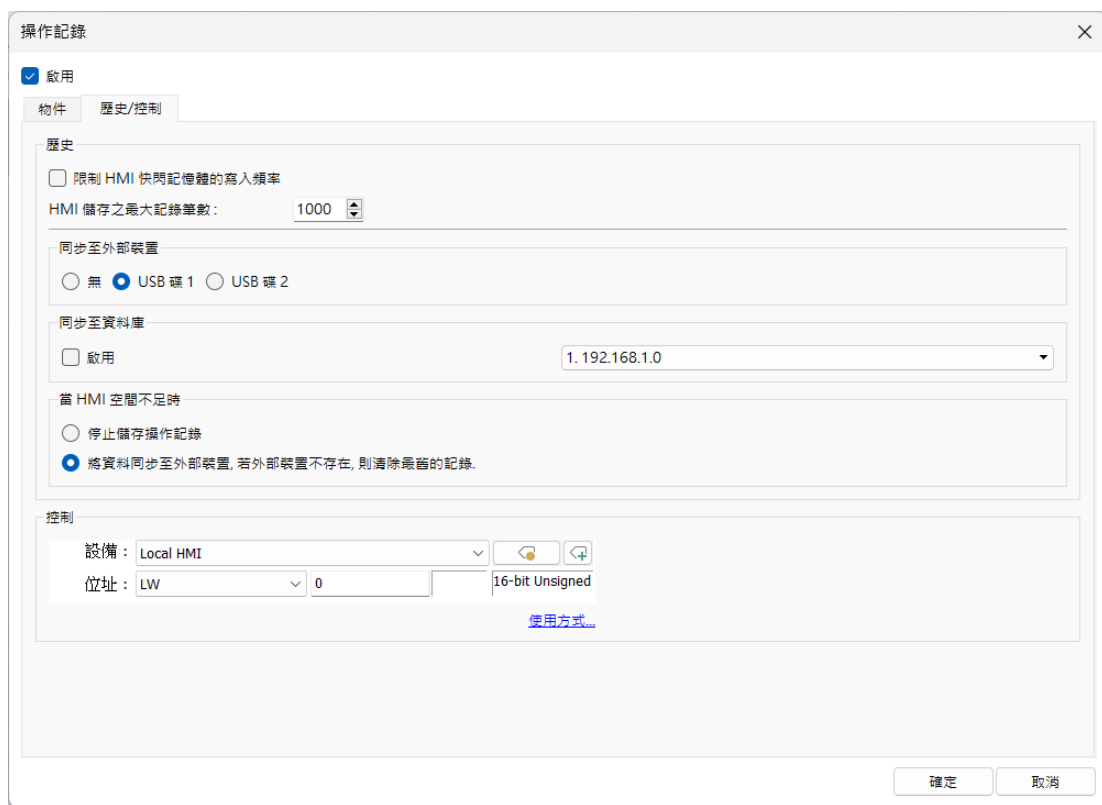 操作記錄
啟用
物件 歷史/控制
歷史
限制 HMI 快閃記憶體的寫入頻率
HMI 儲存之最大記錄筆數: 1000
同步至外部裝置
無 USB 碟 1 USB 碟 2
同步至資料庫
啟用 1. 192.168.1.0
當 HMI 空間不足時
停止儲存操作記錄
將資料同步至外部裝置, 若外部裝置不存在, 則清除最舊的記錄.
控制
設備: Local HMI
位址: LW 0 16-bit Unsigned
使用方式...
確定 取消